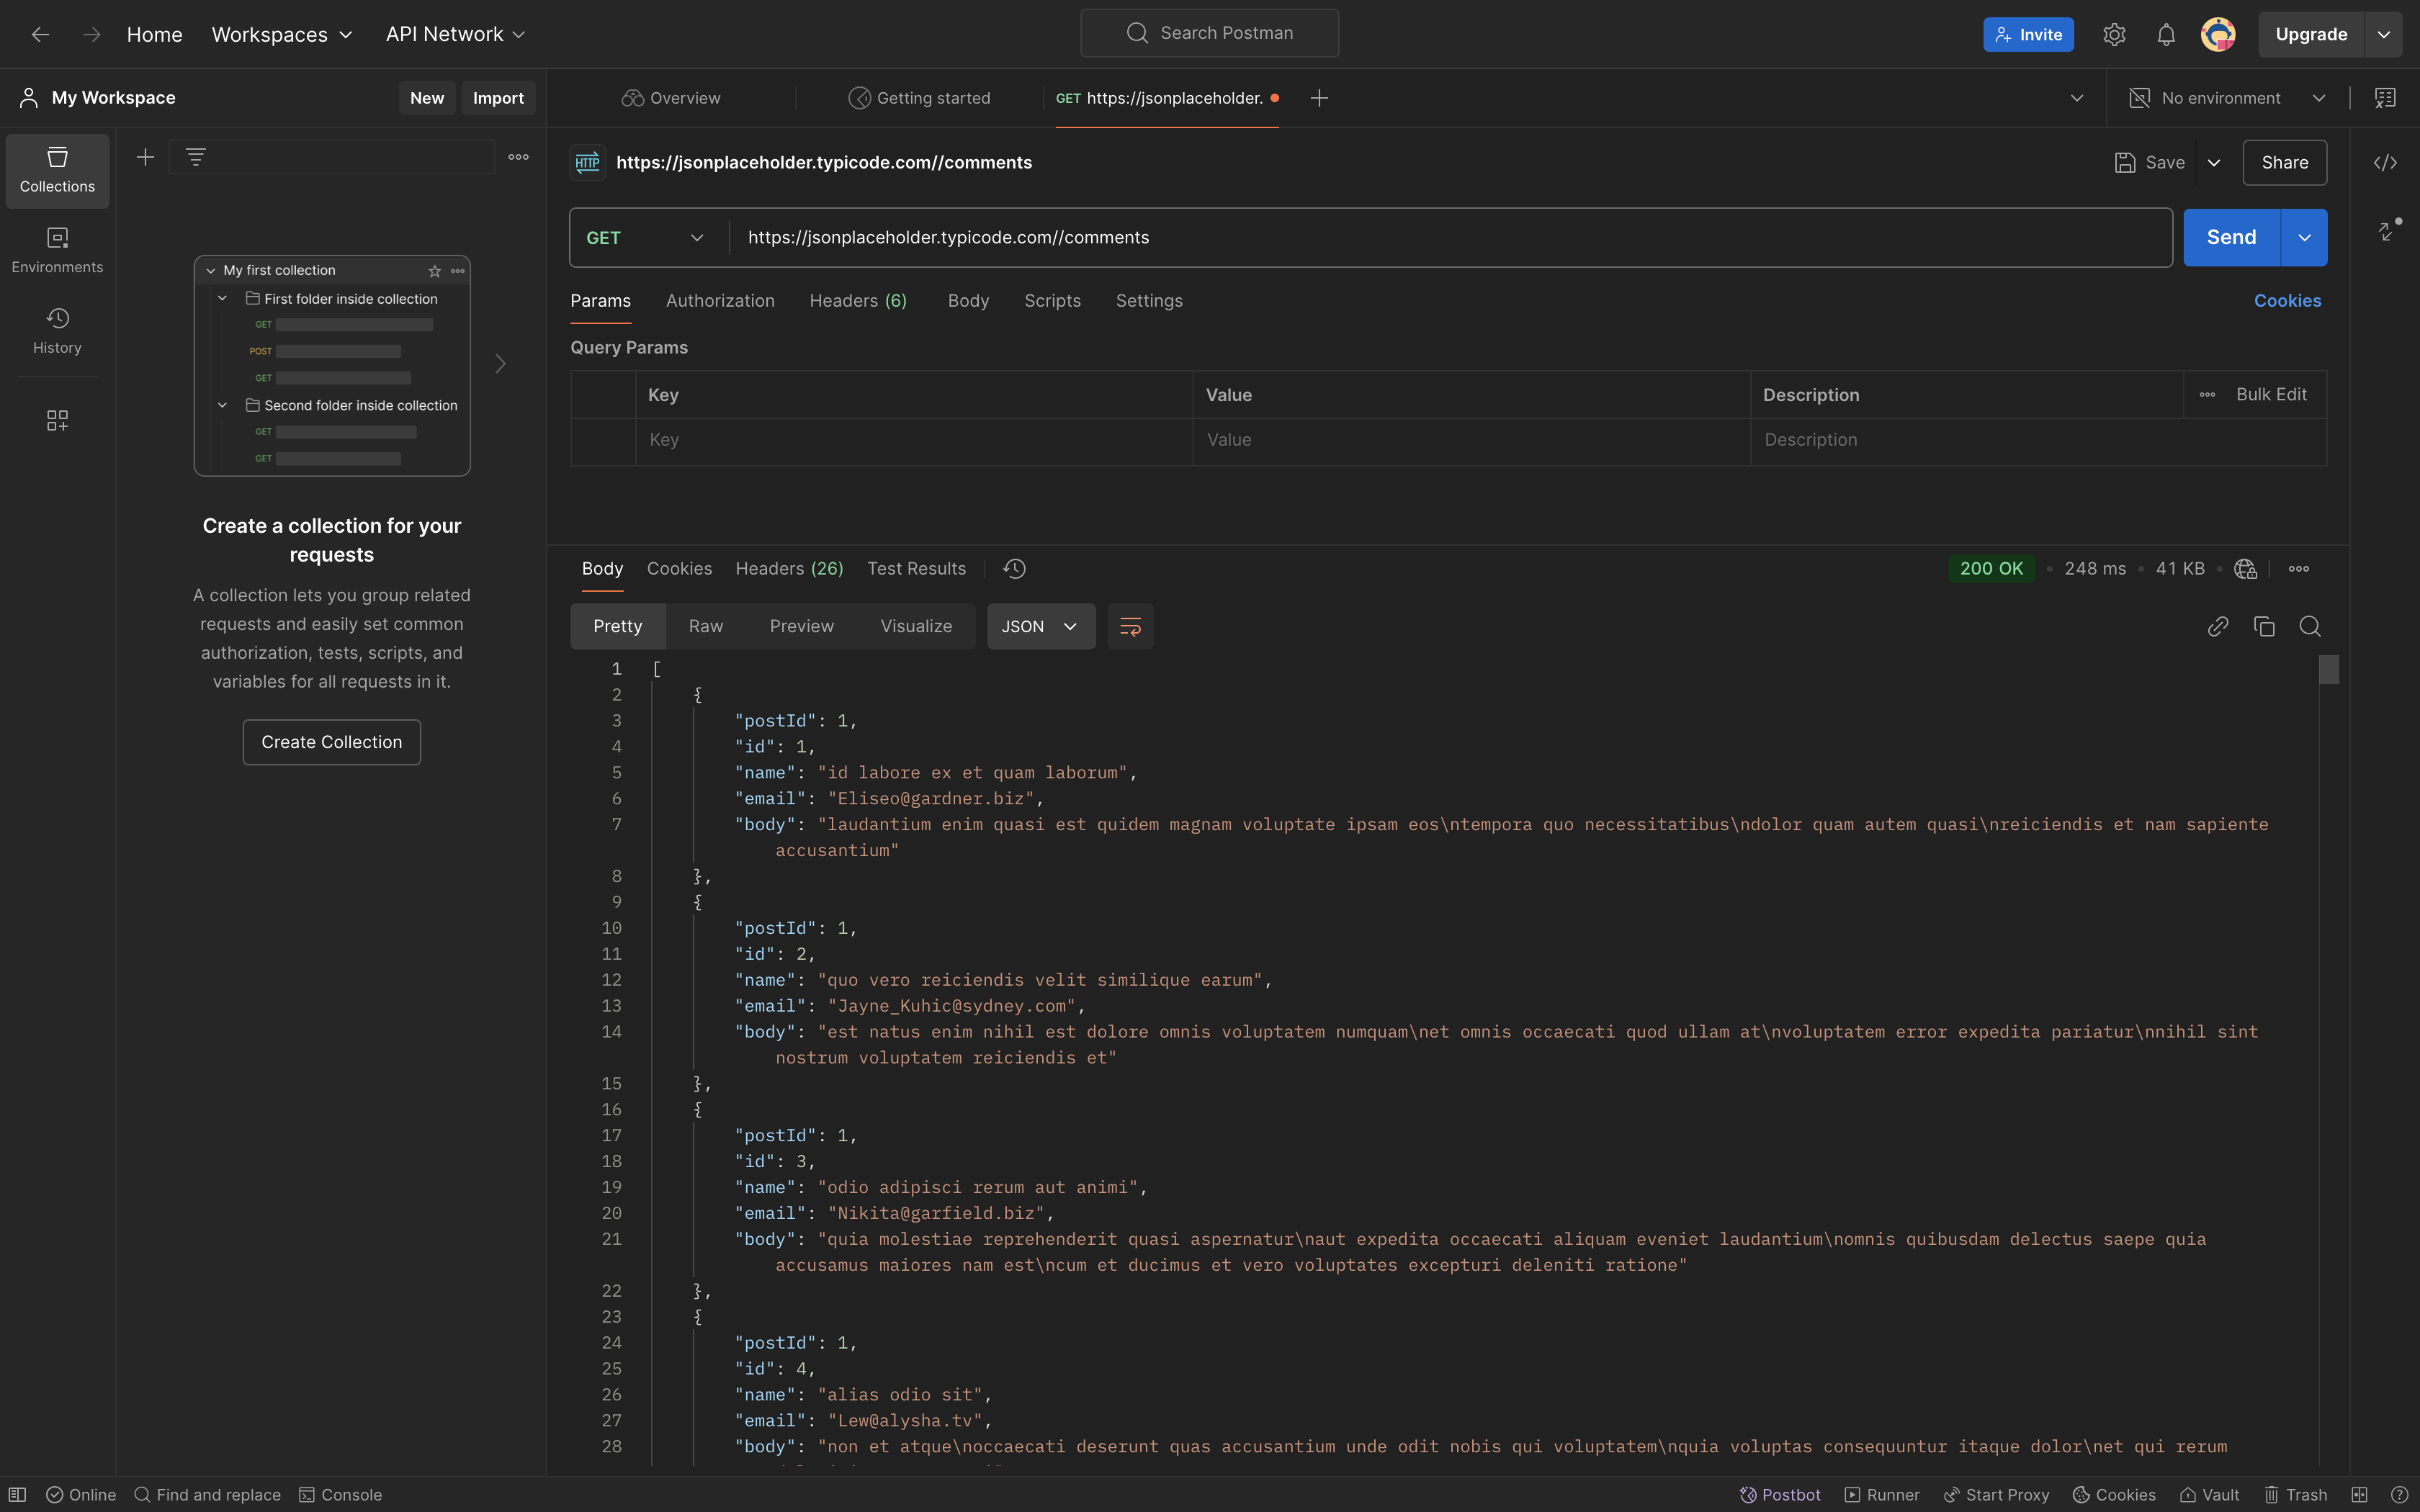 Home
Workspaces
API Network
Search Postman
Invite
Upgrade
My Workspace
New
Import
Overview
Getting started
GET https://jsonplaceholder.
No environment
Collections
Environments
History
My first collection
First folder inside collection
GET
POST
GET
Second folder inside collection
GET
GET
Create a collection for your
requests
A collection lets you group related
requests and easily set common
authorization, tests, scripts, and
variables for all requests in it.
Create Collection
HTTP
https://jsonplaceholder.typicode.com//comments
Save
Share
GET
https://jsonplaceholder.typicode.com//comments
Send
Params
Authorization
Headers (6)
Body
Scripts
Settings
Cookies
Query Params
Key
Value
Description
Bulk Edit
Key
Value
Description
Body
Cookies
Headers (26)
Test Results
200 OK
248 ms
41 KB
Pretty
Raw
Preview
Visualize
JSON
1 [
2 {
3 "postId": 1,
4 "id": 1,
5 "name": "id labore ex et quam laborum",
6 "email": "Eliseo@gardner.biz",
7 "body": "laudantium enim quasi est quidem magnam voluptate ipsam eos\ntempora quo necessitatibus\ndolor quam autem quasi\nreiciendis et nam sapiente
accusantium"
8 },
9 {
10 "postId": 1,
11 "id": 2,
12 "name": "quo vero reiciendis velit similique earum",
13 "email": "Jayne_Kuhic@sydney.com",
14 "body": "est natus enim nihil est dolore omnis voluptatem numquam\net omnis occaecati quod ullam at\nvoluptatem error expedita pariatur\nnihil sint
nostrum voluptatem reiciendis et"
15 },
16 {
17 "postId": 1,
18 "id": 3,
19 "name": "odio adipisci rerum aut animi",
20 "email": "Nikita@garfield.biz",
21 "body": "quia molestiae reprehenderit quasi aspernatur\naut expedita occaecati aliquam eveniet laudantium\nomnis quibusdam delectus saepe quia
accusamus maiores nam est\ncum et ducimus et vero voluptates excepturi deleniti ratione"
22 },
23 {
24 "postId": 1,
25 "id": 4,
26 "name": "alias odio sit",
27 "email": "Lew@alysha.tv",
28 "body": "non et atque\noccaecati deserunt quas accusantium unde odit nobis qui voluptatem\nquia voluptas consequuntur itaque dolor\net qui rerum
Online
Find and replace
Console
Postbot
Runner
Start Proxy
Cookies
Vault
Trash